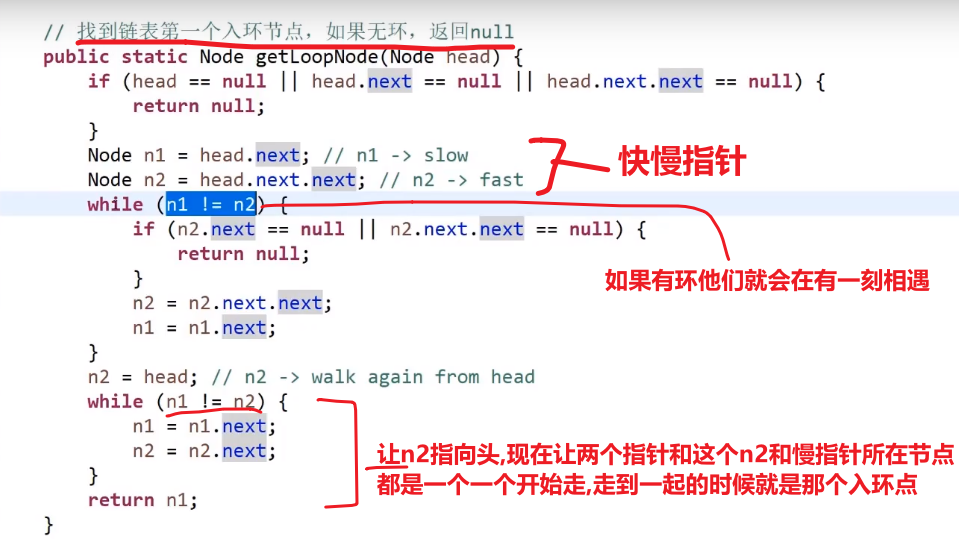 // 找到链表第一个入环节点，如果无环，返回null
public static Node getLoopNode(Node head) {
if (head == null || head.next == null || head.next.next == null) {
return null;
}
Node n1 = head.next; // n1 -> slow
Node n2 = head.next.next; // n2 -> fast
快慢指针
while (n1 != n2) {
if (n2.next == null || n2.next.next == null) {
return null;
}
如果有环他们就会在有一刻相遇
n2 = n2.next.next;
n1 = n1.next;
}
n2 = head; // n2 -> walk again from head
while (n1 != n2) {
n1 = n1.next;
n2 = n2.next;
}
让n2指向头,现在让两个指针和这个n2和慢指针所在节点
都是一个一个开始走,走到一起的时候就是那个入环点
return n1;
}